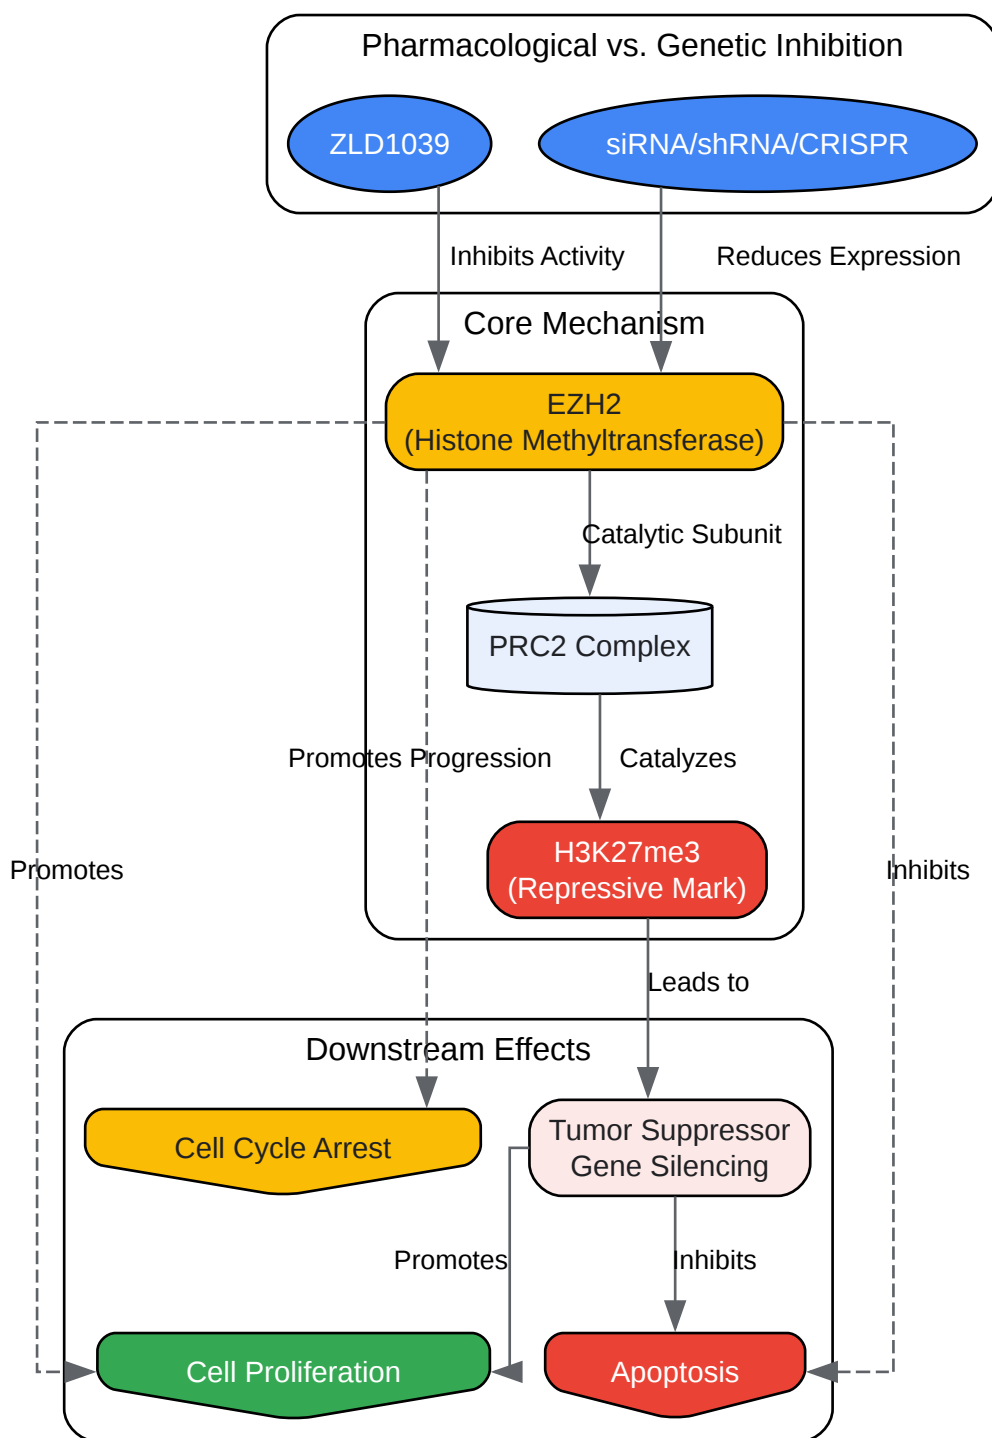 Pharmacological vs. Genetic Inhibition
ZLD1039
siRNA/shRNA/CRISPR
Inhibits Activity
Reduces Expression
Core Mechanism
EZH2
(Histone Methyltransferase)
Catalytic Subunit
PRC2 Complex
Promotes Progression
Catalyzes
H3K27me3
(Repressive Mark)
Promotes
Inhibits
Leads to
Downstream Effects
Cell Cycle Arrest
Tumor Suppressor
Gene Silencing
Promotes
Inhibits
Cell Proliferation
Apoptosis